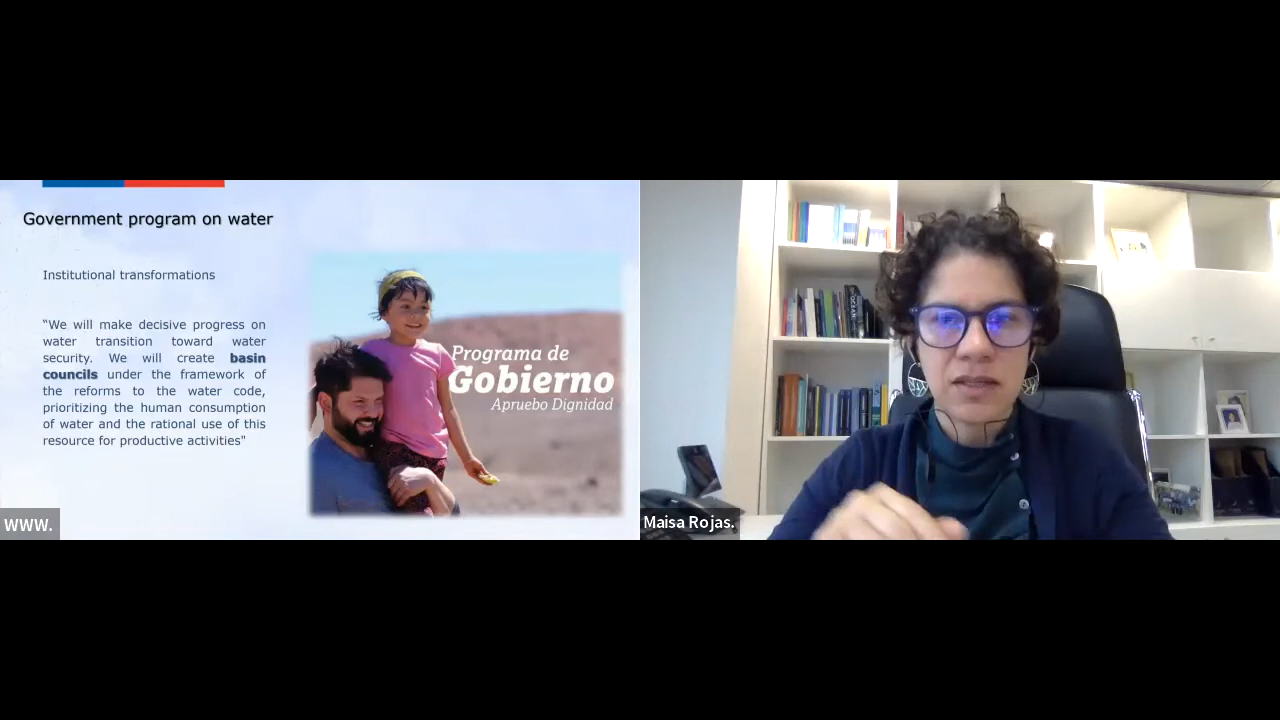 Government program on water
Institutional transformations
“We will make decisive progress on
water transition toward water
security. We will create basin
councils under the framework of
the reforms to the water code,
prioritizing the human consumption
of water and the rational use of this
resource for productive activities"
Programa de
Gobierno
Apruebo Dignidad
WWW.
Maisa Rojas.